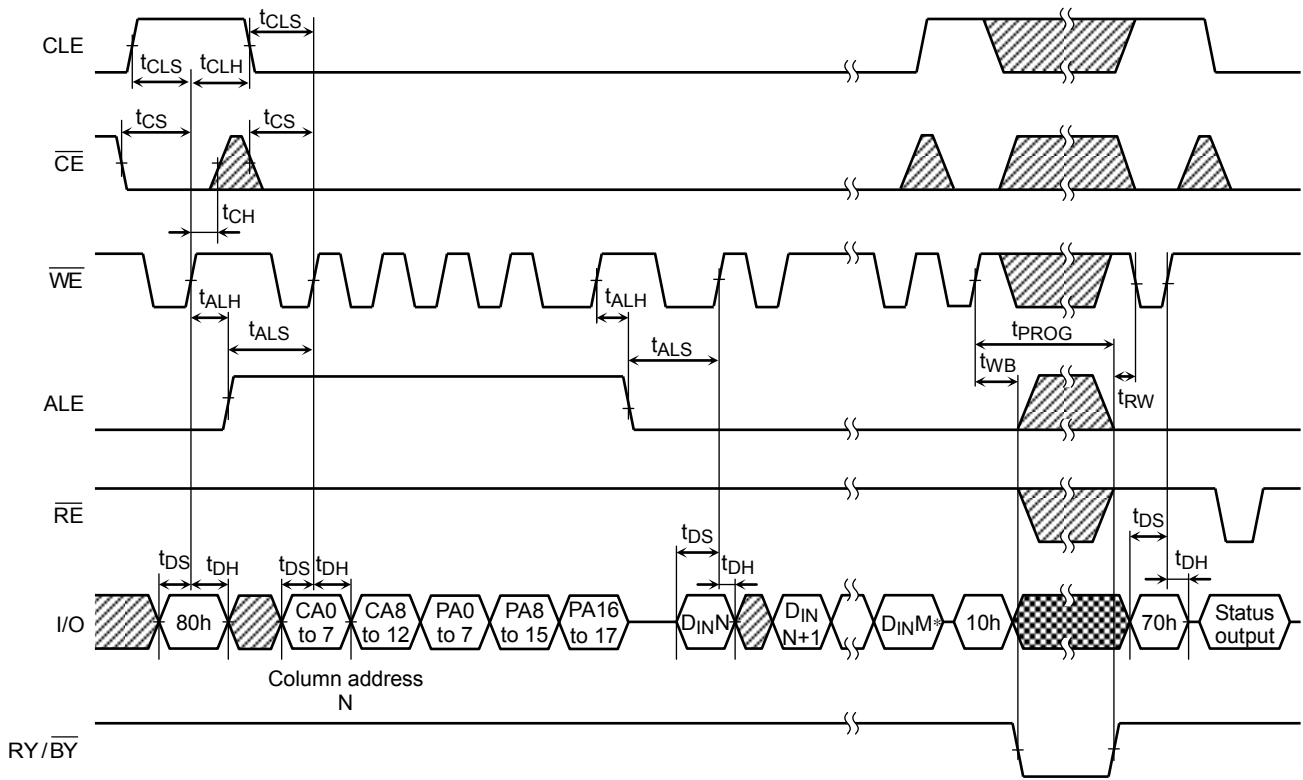 CLE
tCLS
tCLS tCLH
CE
tCS tCS
tCH
WE
tALH tALH
tALS tALS
tPROG
tWB
tRW
ALE
RE
tDS tDH tDS tDH tDS tDH tDS tDH
I/O
80h
CA0 to 7
CA8 to 12
PA0 to 7
PA8 to 15
PA16 to 17
DINN
DIN N+1
DINM*
10h
70h
Status output
Column address
N
RY/BY